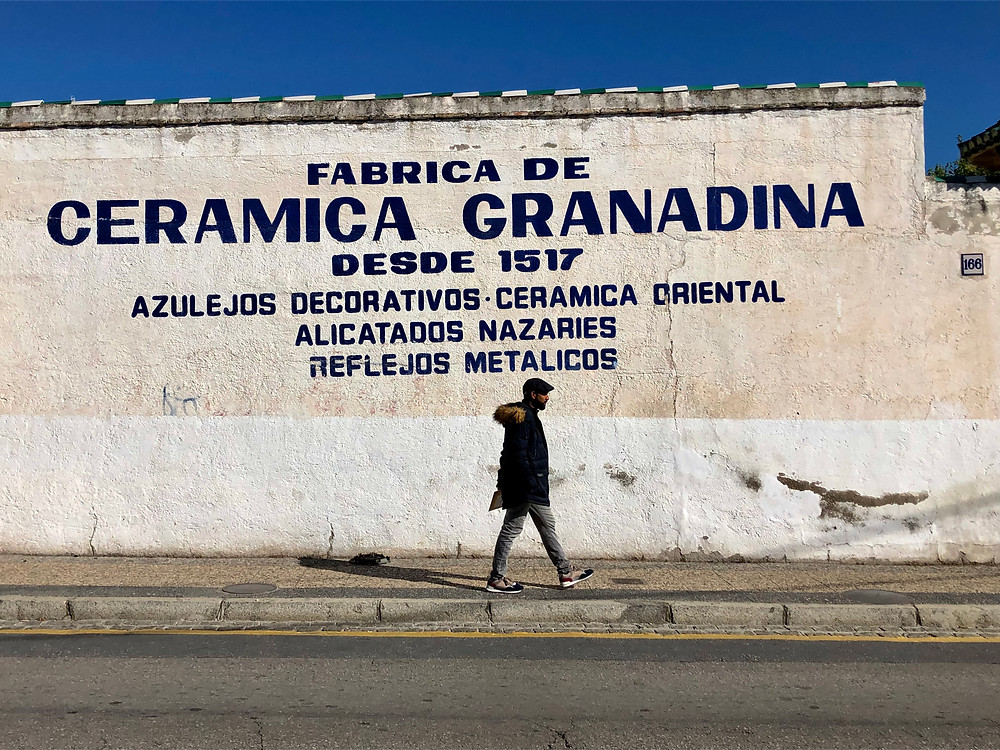 FABRICA DE
CERAMICA GRANADINA
DESDE 1517
AZULEJOS DECORATIVOS · CERAMICA ORIENTAL
ALICATADOS NAZARIES
REFLEJOS METALICOS
166